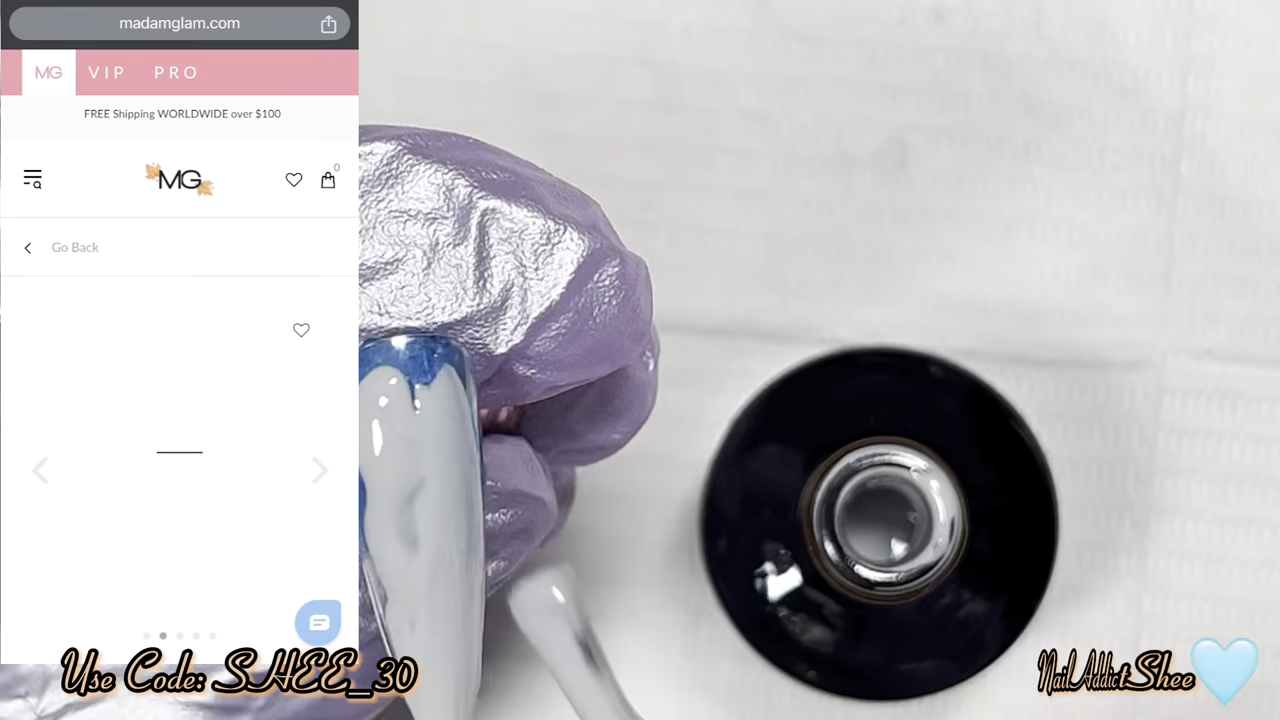 madamglam.com
MG VIP PRO
FREE Shipping WORLDWIDE over $100
MG
0
Go Back
Use Code: SHEE_30
NailAddictShee